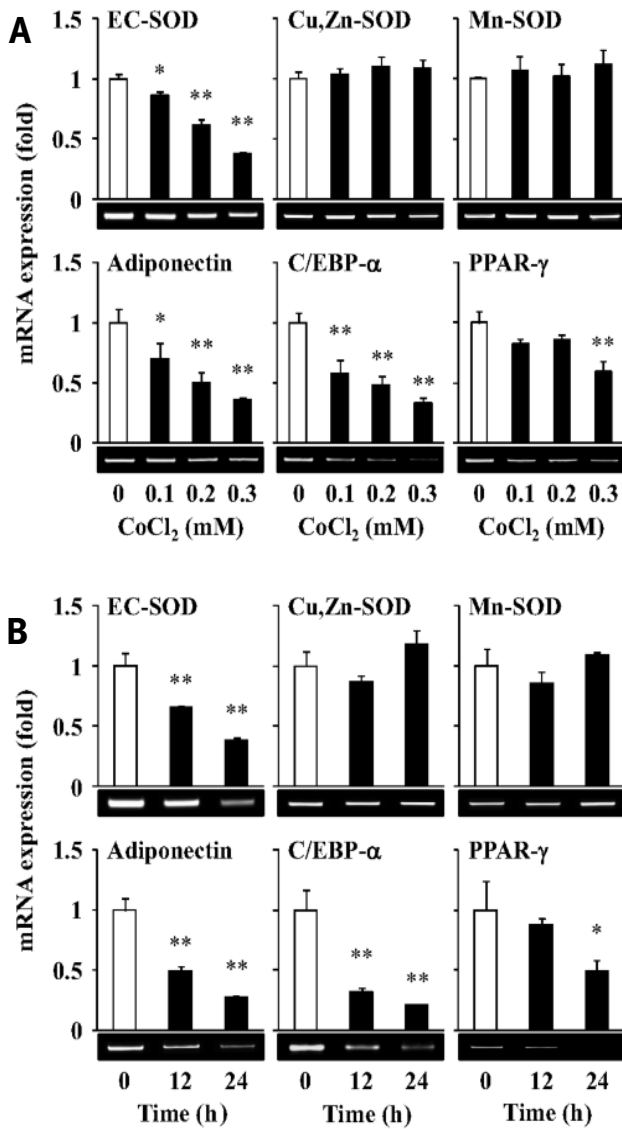 A
mRNA expression (fold)
EC-SOD
Cu,Zn-SOD
Mn-SOD
1.5
1
0.5
0
*
**
**
Adiponectin
C/EBP-α
PPAR-γ
1.5
1
0.5
0
*
**
**
**
**
**
**
0 0.1 0.2 0.3
0 0.1 0.2 0.3
0 0.1 0.2 0.3
CoCl₂ (mM)
CoCl₂ (mM)
CoCl₂ (mM)
B
mRNA expression (fold)
EC-SOD
Cu,Zn-SOD
Mn-SOD
1.5
1
0.5
0
**
**
Adiponectin
C/EBP-α
PPAR-γ
1.5
1
0.5
0
**
**
**
**
*
0 12 24
0 12 24
0 12 24
Time (h)
Time (h)
Time (h)